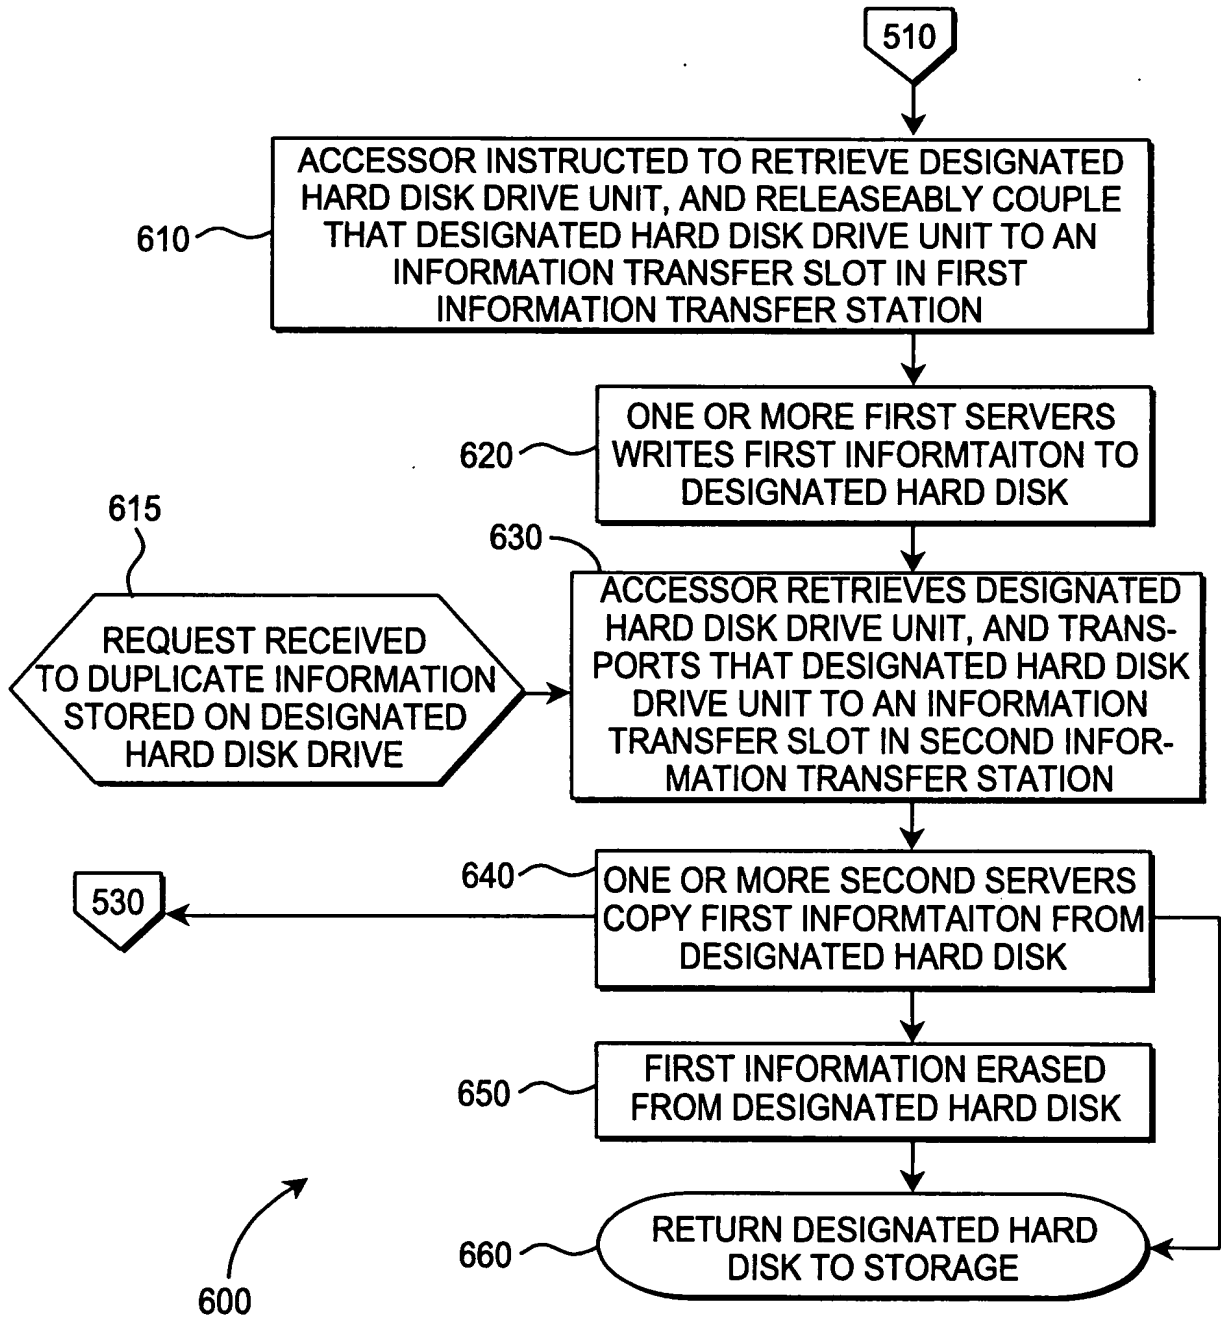 510
ACCESSOR INSTRUCTED TO RETRIEVE DESIGNATED
HARD DISK DRIVE UNIT, AND RELEASEABLY COUPLE
THAT DESIGNATED HARD DISK DRIVE UNIT TO AN
INFORMATION TRANSFER SLOT IN FIRST
INFORMATION TRANSFER STATION
610
ONE OR MORE FIRST SERVERS
WRITES FIRST INFORMTAITON TO
DESIGNATED HARD DISK
620
615
REQUEST RECEIVED
TO DUPLICATE INFORMATION
STORED ON DESIGNATED
HARD DISK DRIVE
630
ACCESSOR RETRIEVES DESIGNATED
HARD DISK DRIVE UNIT, AND TRANS-
PORTS THAT DESIGNATED HARD DISK
DRIVE UNIT TO AN INFORMATION
TRANSFER SLOT IN SECOND INFOR-
MATION TRANSFER STATION
640
ONE OR MORE SECOND SERVERS
COPY FIRST INFORMTAITON FROM
DESIGNATED HARD DISK
530
650
FIRST INFORMATION ERASED
FROM DESIGNATED HARD DISK
660
RETURN DESIGNATED HARD
DISK TO STORAGE
600